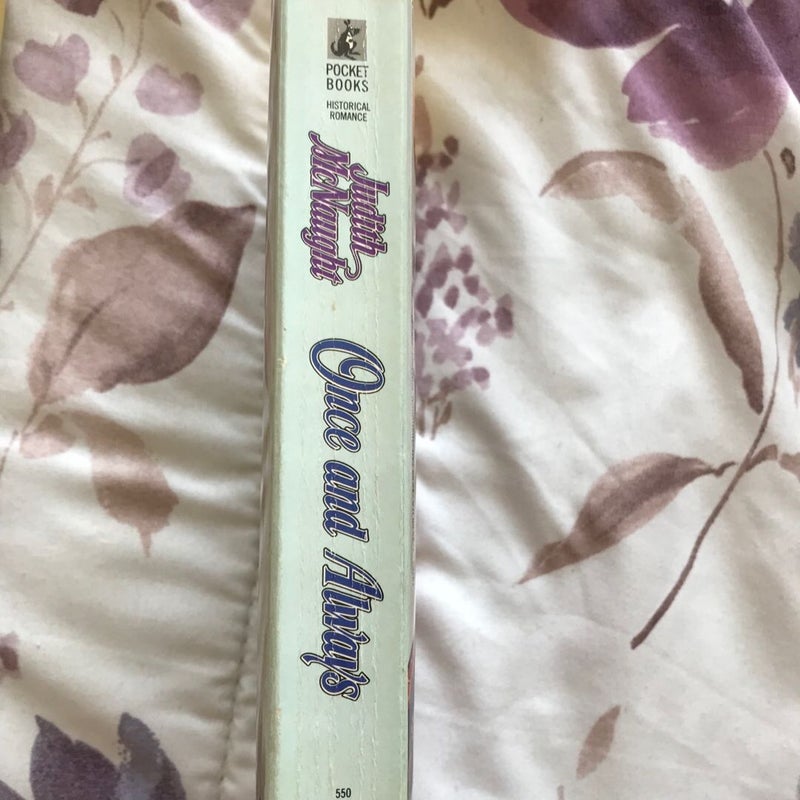 POCKET
BOOKS
HISTORICAL
ROMANCE
Judith
McNaught
Once and Always
550